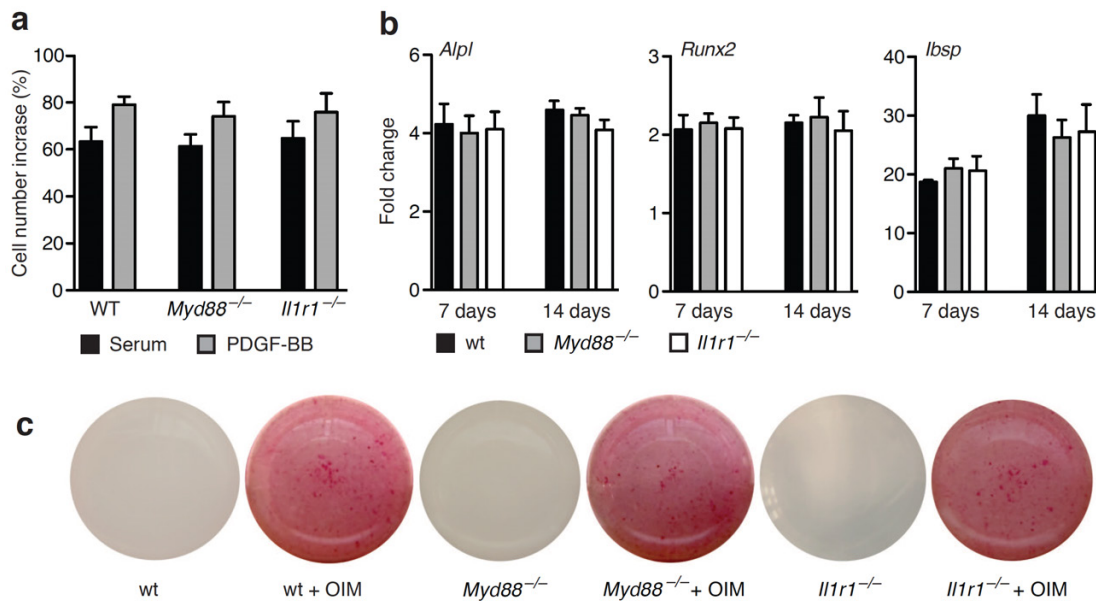 a
Cell number incrase (%)
100
80
60
40
20
0
WT Myd88−/− Il1r1−/−
Serum PDGF-BB
b
Fold change
Alpl
6
4
2
0
7 days 14 days
Runx2
3
2
1
0
7 days 14 days
Ibsp
40
30
20
10
0
7 days 14 days
wt Myd88−/− Il1r1−/−
c
wt wt + OIM Myd88−/− Myd88−/− + OIM Il1r1−/− Il1r1−/− + OIM